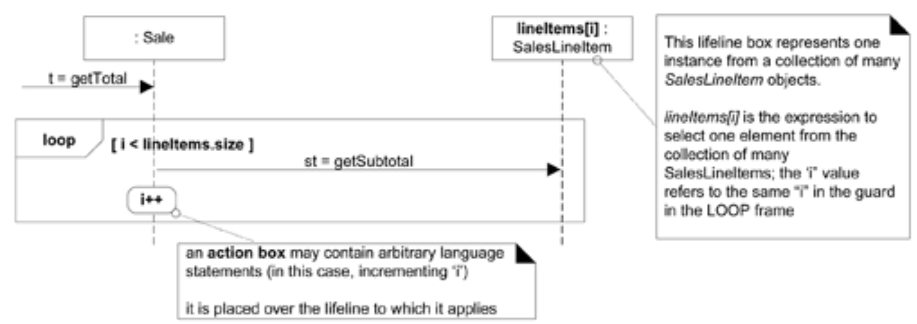 : Sale
lineItems[i] :
SalesLineItem
t = getTotal
loop
[ i < lineItems.size ]
st = getSubtotal
i++
an action box may contain arbitrary language
statements (in this case, incrementing 'i')
it is placed over the lifeline to which it applies
This lifeline box represents one
instance from a collection of many
SalesLineItem objects.
lineItems[i] is the expression to
select one element from the
collection of many
SalesLineItems; the 'i" value
refers to the same "i" in the guard
in the LOOP frame